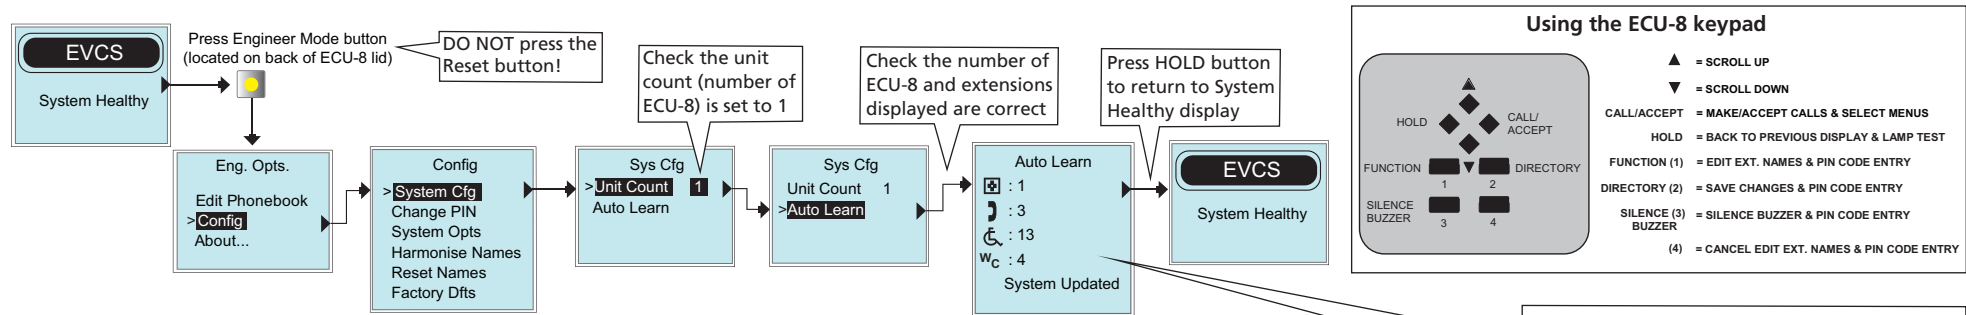 EVCS
System Healthy
Press Engineer Mode button
(located on back of ECU-8 lid)
DO NOT press the
Reset button!
Eng. Opts.
Edit Phonebook
>Config
About...
Config
>System Cfg
Change PIN
System Opts
Harmonise Names
Reset Names
Factory Dfts
Check the unit
count (number of
ECU-8) is set to 1
Sys Cfg
>Unit Count 1
Auto Learn
Sys Cfg
Unit Count 1
>Auto Learn
Check the number of
ECU-8 and extensions
displayed are correct
Auto Learn
: 1
: 3
: 13
WC : 4
System Updated
Press HOLD button
to return to System
Healthy display
EVCS
System Healthy
Using the ECU-8 keypad
HOLD
CALL/
ACCEPT
FUNCTION
DIRECTORY
1 2
SILENCE
BUZZER
3 4
▲ = SCROLL UP
▼ = SCROLL DOWN
CALL/ACCEPT = MAKE/ACCEPT CALLS & SELECT MENUS
HOLD = BACK TO PREVIOUS DISPLAY & LAMP TEST
FUNCTION (1) = EDIT EXT. NAMES & PIN CODE ENTRY
DIRECTORY (2) = SAVE CHANGES & PIN CODE ENTRY
SILENCE (3) = SILENCE BUZZER & PIN CODE ENTRY
BUZZER
(4) = CANCEL EDIT EXT. NAMES & PIN CODE ENTRY